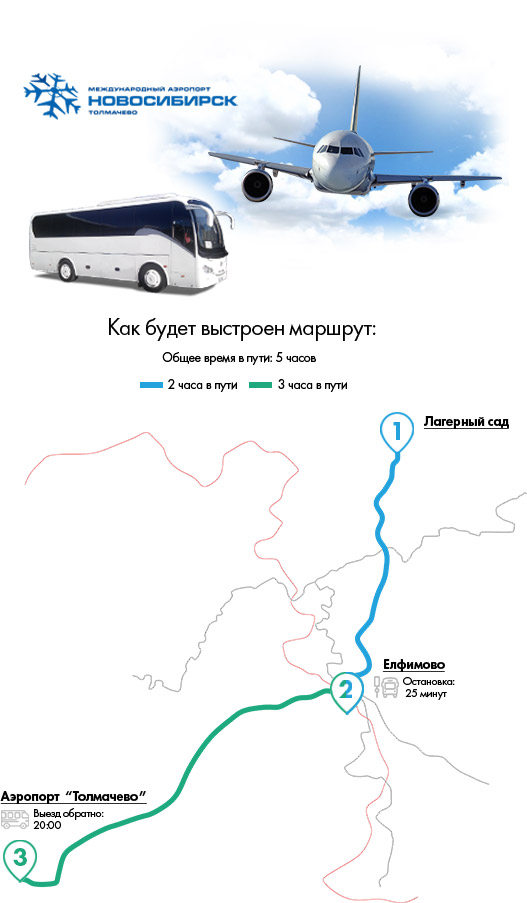 МЕЖДУНАРОДНЫЙ АЭРОПОРТ
НОВОСИБИРСК
ТОЛМАЧЕВО
Как будет выстроен маршрут:
Общее время в пути: 5 часов
2 часа в пути
3 часа в пути
1
Лагерный сад
Елфимово
2
Остановка:
25 минут
Аэропорт “Толмачево”
Выезд обратно:
20:00
3